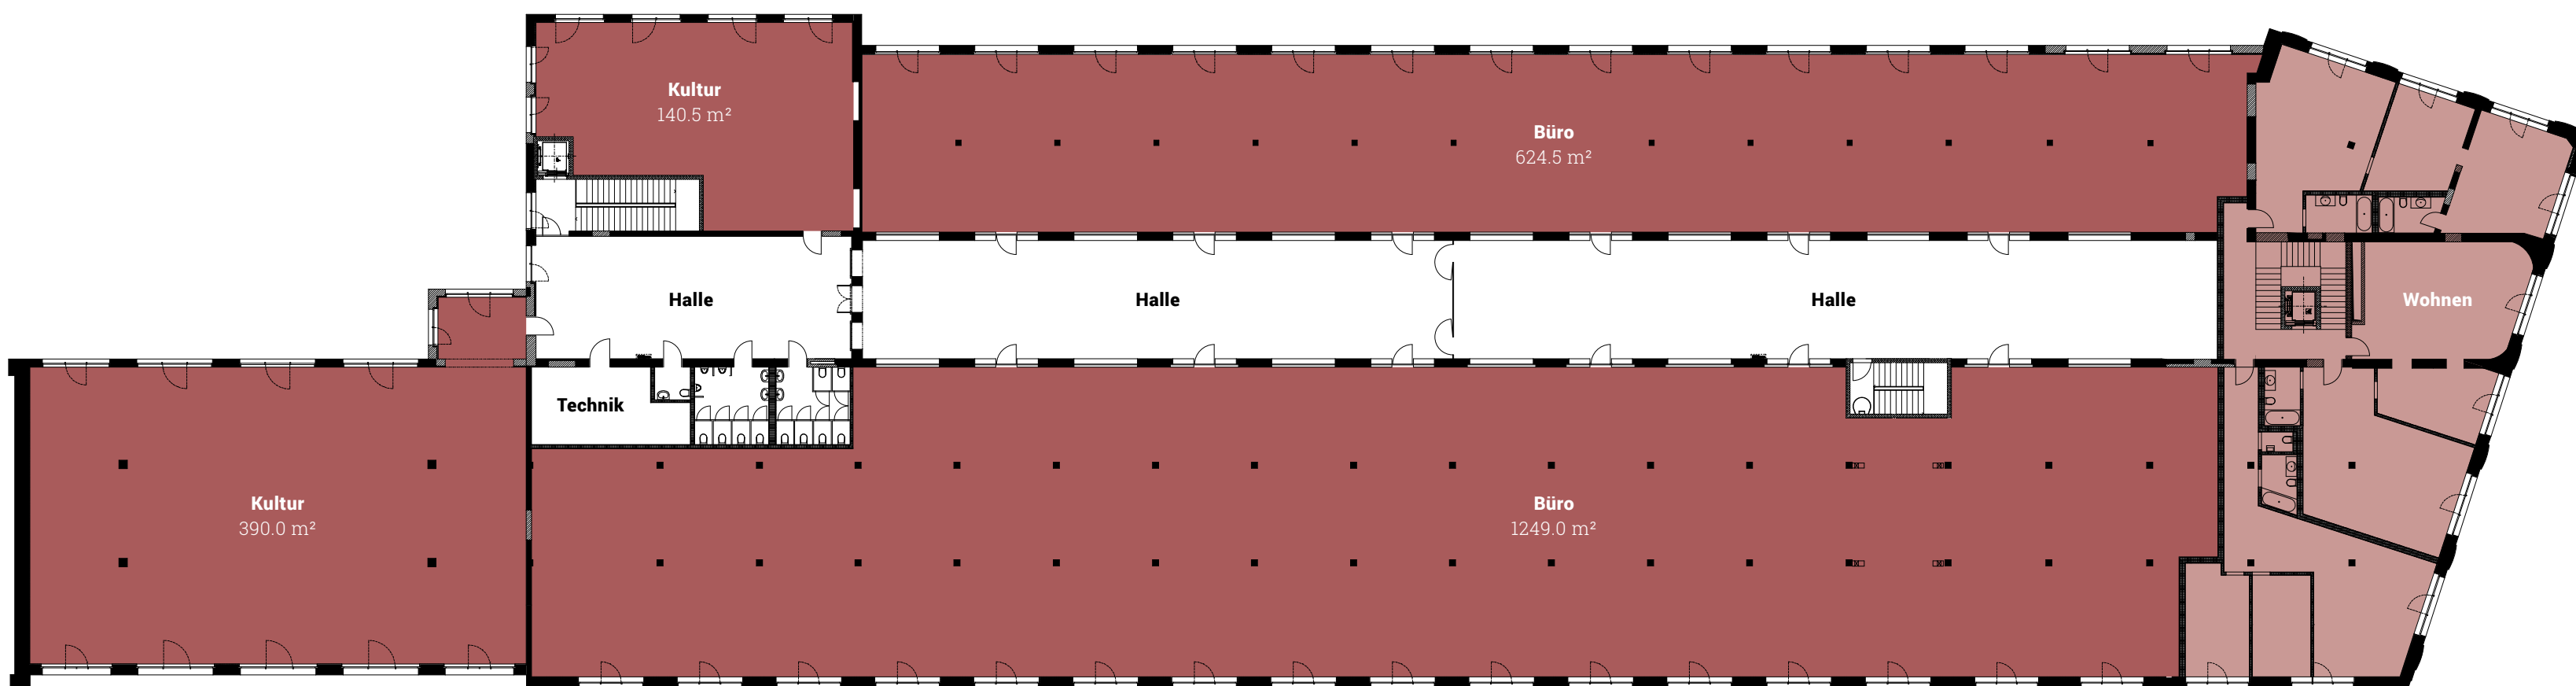 Kultur
140.5 m²
Büro
624.5 m²
Halle
Halle
Halle
Wohnen
Technik
Kultur
390.0 m²
Büro
1249.0 m²